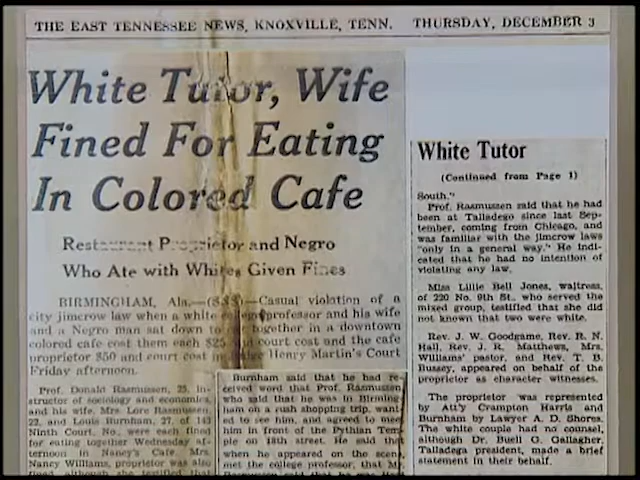 THE EAST TENNESSEE NEWS, KNOXVILLE, TENN. THURSDAY, DECEMBER 3
White Tutor, Wife
Fined For Eating
In Colored Cafe
Restaurant Proprietor and Negro
Who Ate with Whites Given Fines
BIRMINGHAM, Ala.—(SNS)—Casual violation of a
city jimcrow law when a white college professor and his wife
and a Negro man sat down to together in a downtown
colored cafe cost them each $25 court cost and the cafe
proprietor $50 and court cost in Judge Henry Martin's Court
Friday afternoon.
Prof. Donald Rasmussen, 25, in-
structor of sociology and economics,
and his wife, Mrs. Lore Rasmussen,
22, and Louis Burnham, 27, of 143
Ninth Court, No., were each fined
for eating together Wednesday af-
ternoon in Nancy's Cafe. Mrs.
Nancy Williams, proprietor was also
fined although she testified that
Burnham said that he had re-
ceived word that Prof. Rasmussen,
who said that he was in Birming-
ham on a rush shopping trip, want-
ed to see him, and agreed to meet
him in front of the Pythian Tem-
ple on 18th street. He said that
when he appeared on the scene,
met the college professor, that Mr.
White Tutor
(Continued from Page 1)
South."
Prof. Rasmussen said that he had
been at Talladego since last Sep-
tember, coming from Chicago, and
was familiar with the jimcrow laws
"only in a general way." He indi-
cated that he had no intention of
violating any law.
Miss Lillie Bell Jones, waitress,
of 220 No. 9th St., who served the
mixed group, testified that she did
not known that two were white.
Rev. J. W. Goodgame, Rev. R. N.
Hall, Rev. J. R. Matthews, Mrs.
Williams' pastor, and Rev. T. B.
Bussey, appeared on behalf of the
proprietor as character witnesses.
The proprietor was represented
by Att'y Crampton Harris and
Burnham by Lawyer A. D. Shores.
The white couple had no counsel,
although Dr. Buell G. Gallagher,
Talladega president, made a brief
statement in their behalf.